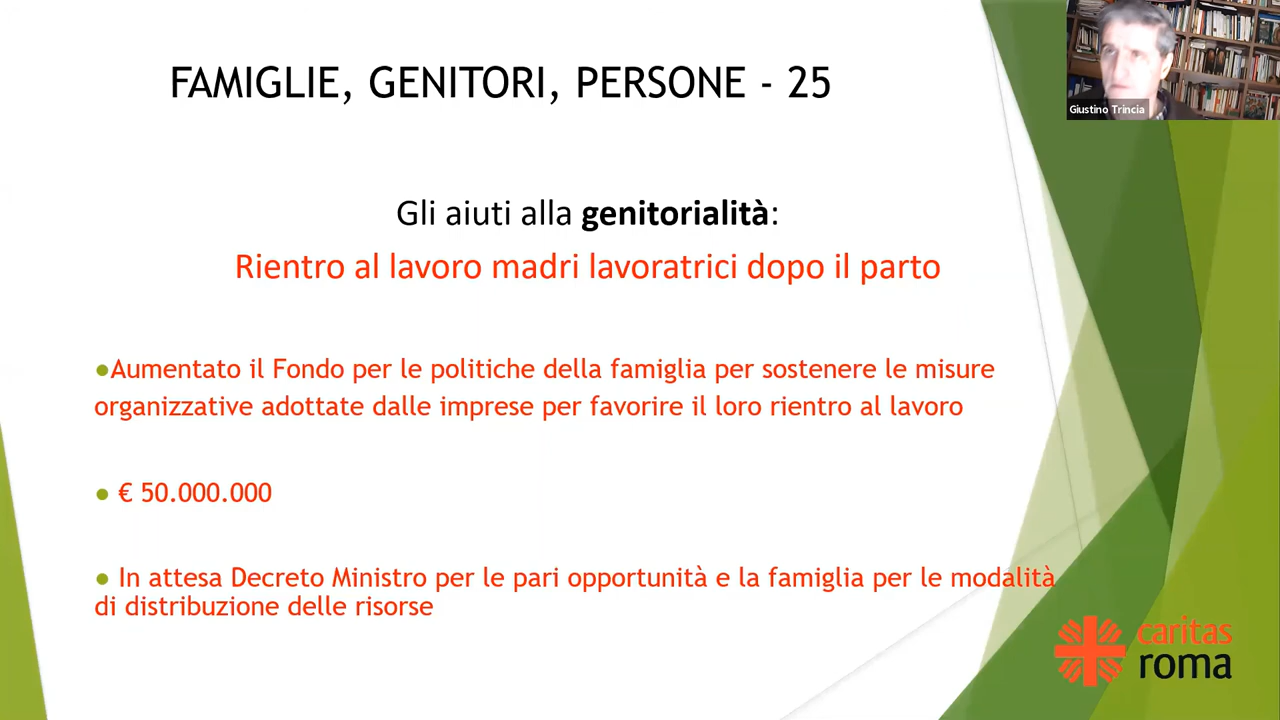 FAMIGLIE, GENITORI, PERSONE - 25
Giustino Trincia
Gli aiuti alla genitorialità:
Rientro al lavoro madri lavoratrici dopo il parto
●Aumentato il Fondo per le politiche della famiglia per sostenere le misure
organizzative adottate dalle imprese per favorire il loro rientro al lavoro
● € 50.000.000
● In attesa Decreto Ministro per le pari opportunità e la famiglia per le modalità
di distribuzione delle risorse
caritas
roma